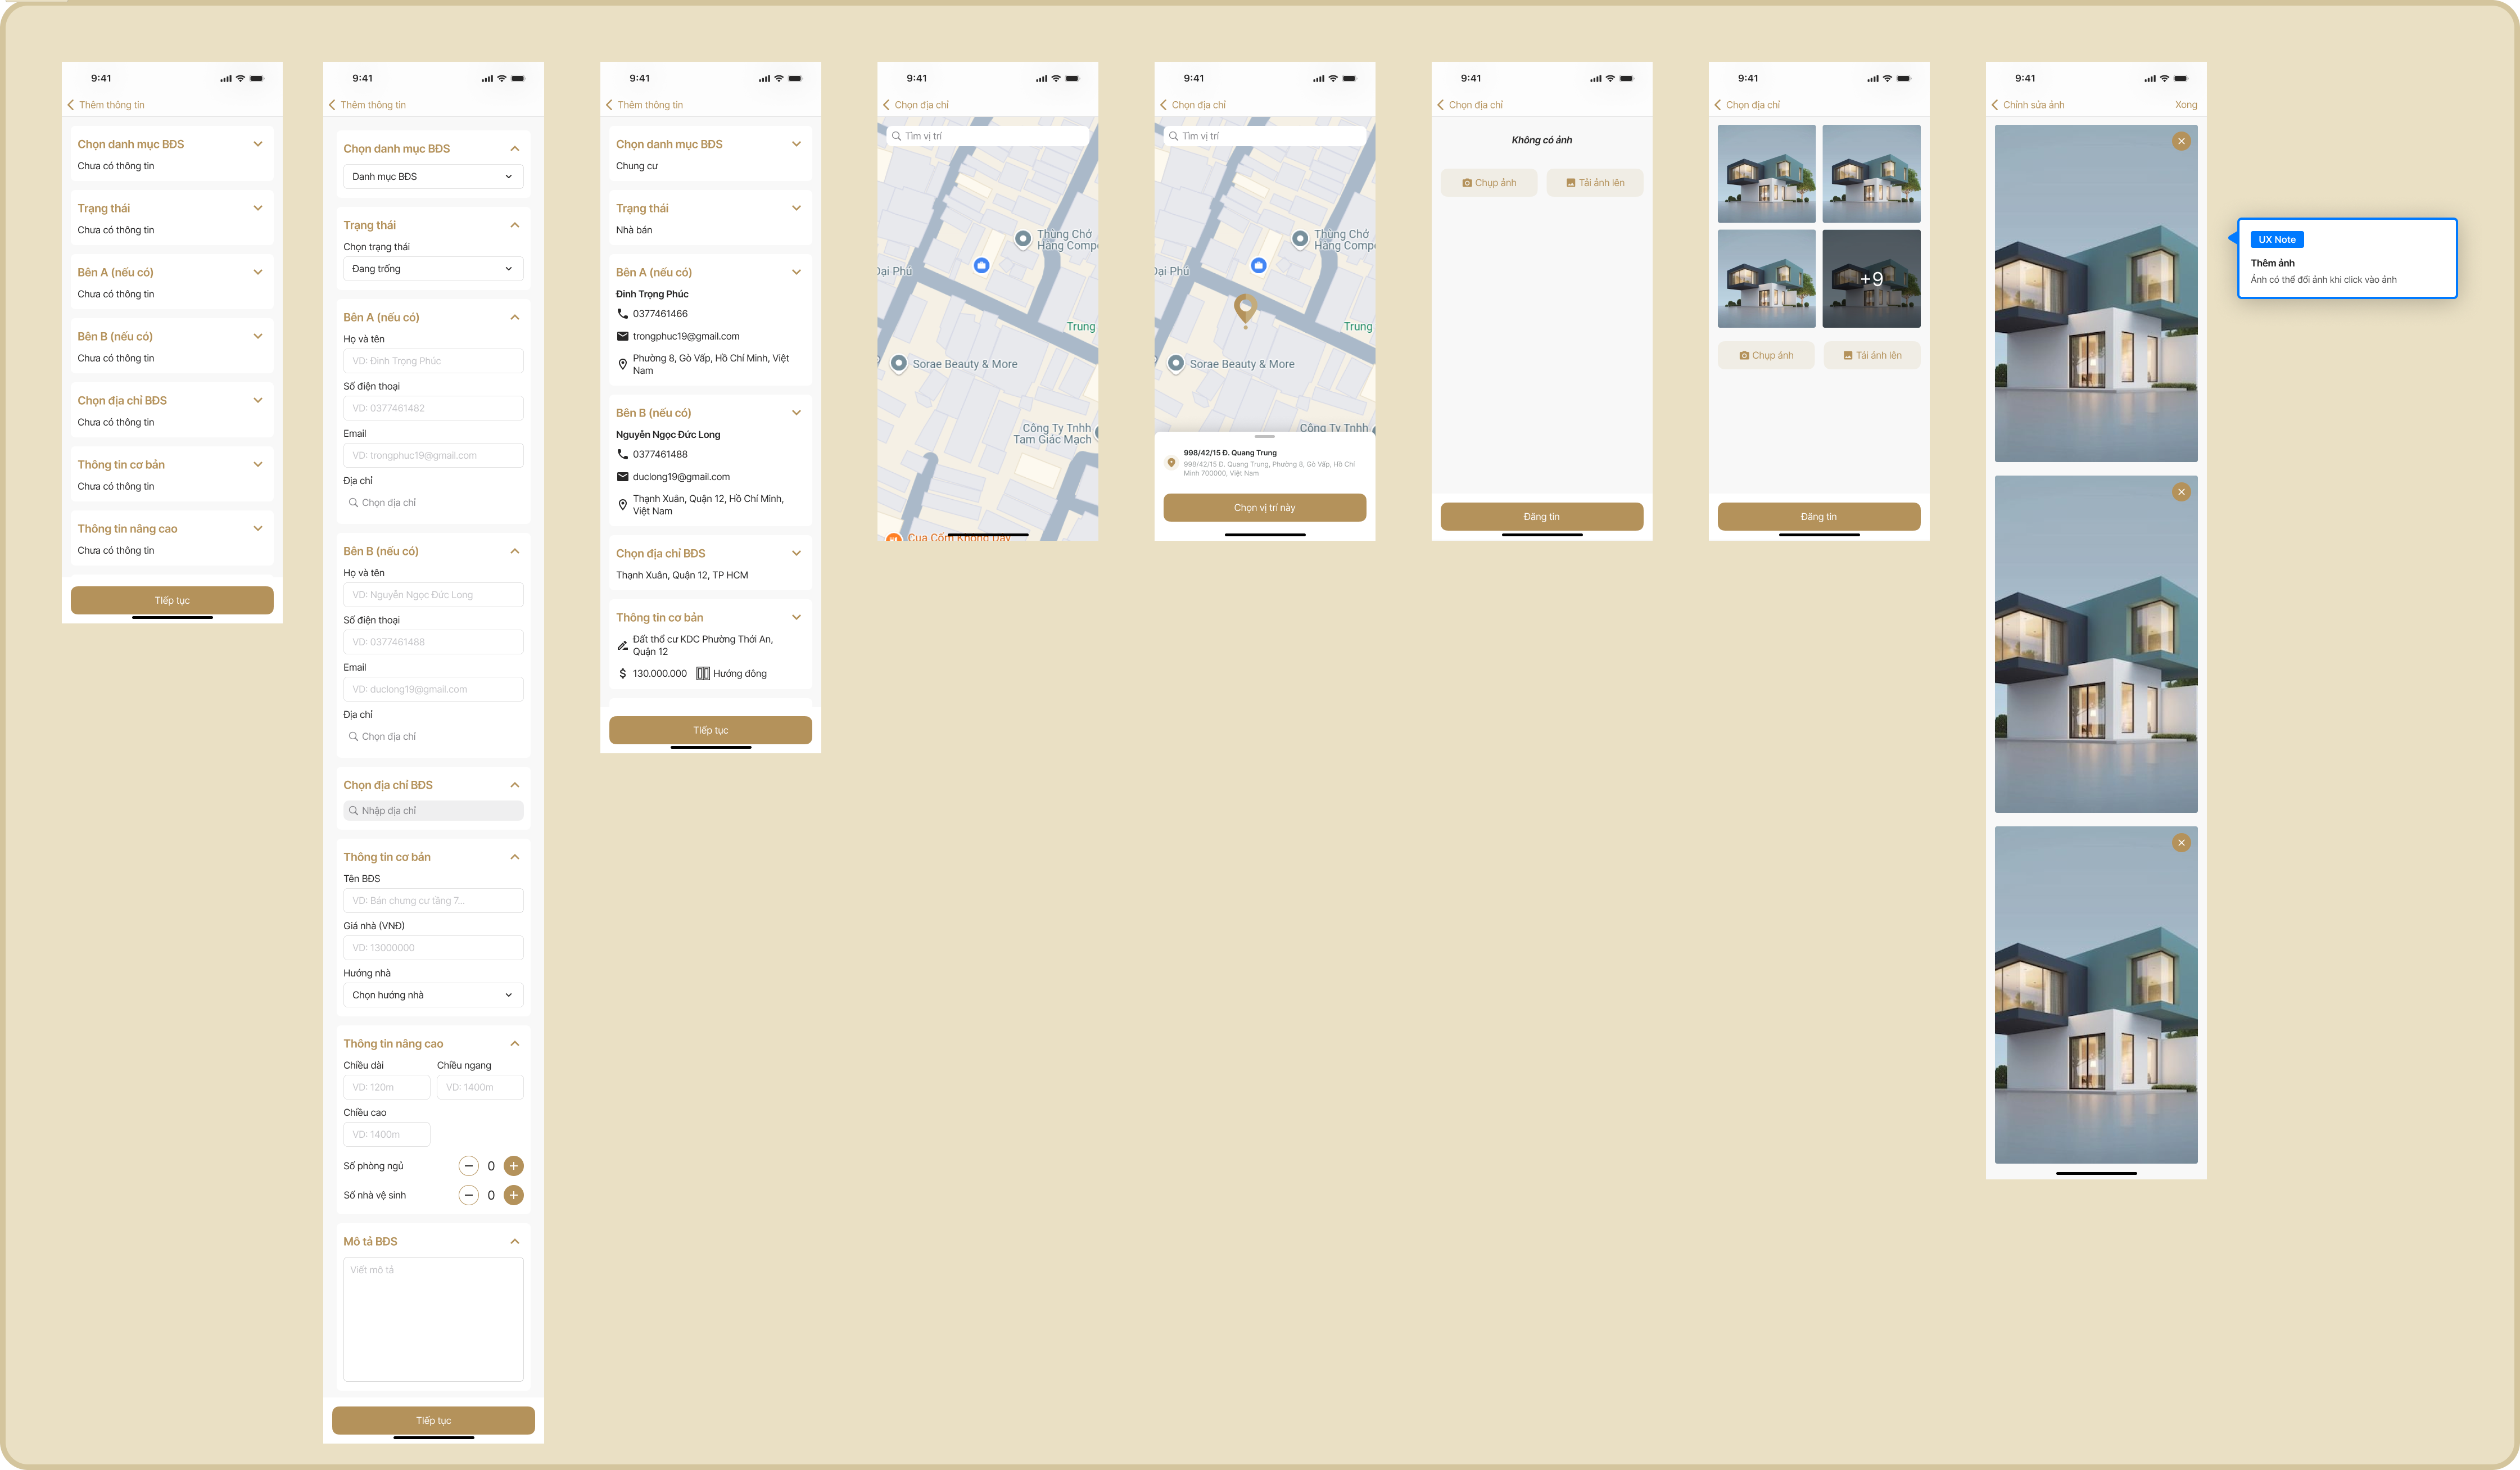 9:41
Thêm thông tin
Chọn danh mục BĐS
Chưa có thông tin
Trạng thái
Chưa có thông tin
Bên A (nếu có)
Chưa có thông tin
Bên B (nếu có)
Chưa có thông tin
Chọn địa chỉ BĐS
Chưa có thông tin
Thông tin cơ bản
Chưa có thông tin
Thông tin nâng cao
Chưa có thông tin
TIếp tục
9:41
Thêm thông tin
Chọn danh mục BĐS
Danh mục BĐS
Trạng thái
Chọn trạng thái
Đang trống
Bên A (nếu có)
Họ và tên
VD: Đinh Trọng Phúc
Số điện thoại
VD: 0377461482
Email
VD: trongphuc19@gmail.com
Địa chỉ
Chọn địa chỉ
Bên B (nếu có)
Họ và tên
VD: Nguyễn Ngọc Đức Long
Số điện thoại
VD: 0377461488
Email
VD: duclong19@gmail.com
Địa chỉ
Chọn địa chỉ
Chọn địa chỉ BĐS
Nhập địa chỉ
Thông tin cơ bản
Tên BĐS
VD: Bán chung cư tầng 7...
Giá nhà (VNĐ)
VD: 13000000
Hướng nhà
Chọn hướng nhà
Thông tin nâng cao
Chiều dài Chiều ngang
VD: 120m VD: 1400m
Chiều cao
VD: 1400m
Số phòng ngủ 0
Số nhà vệ sinh 0
Mô tả BĐS
Viết mô tả
TIếp tục
9:41
Thêm thông tin
Chọn danh mục BĐS
Chung cư
Trạng thái
Nhà bán
Bên A (nếu có)
Đinh Trọng Phúc
0377461466
trongphuc19@gmail.com
Phường 8, Gò Vấp, Hồ Chí Minh, Việt
Nam
Bên B (nếu có)
Nguyễn Ngọc Đức Long
0377461488
duclong19@gmail.com
Thạnh Xuân, Quận 12, Hồ Chí Minh,
Việt Nam
Chọn địa chỉ BĐS
Thạnh Xuân, Quận 12, TP HCM
Thông tin cơ bản
Đất thổ cư KDC Phường Thới An,
Quận 12
130.000.000 Hướng đông
TIếp tục
9:41
Chọn địa chỉ
Tìm vị trí
Thùng Chở
Hàng Compo
Đại Phú
Trung
Sorae Beauty & More
Công Ty Tnhh
Tam Giác Mạch
Cua Cốm Không Dây
9:41
Chọn địa chỉ
Tìm vị trí
Thùng Chở
Hàng Compo
Đại Phú
Trung
Sorae Beauty & More
Công Ty Tnhh
998/42/15 Đ. Quang Trung
998/42/15 Đ. Quang Trung, Phường 8, Gò Vấp, Hồ Chí
Minh 700000, Việt Nam
Chọn vị trí này
9:41
Chọn địa chỉ
Không có ảnh
Chụp ảnh Tải ảnh lên
Đăng tin
9:41
Chọn địa chỉ
+9
Chụp ảnh Tải ảnh lên
Đăng tin
9:41
Chỉnh sửa ảnh Xong
UX Note
Thêm ảnh
Ảnh có thể đổi ảnh khi click vào ảnh